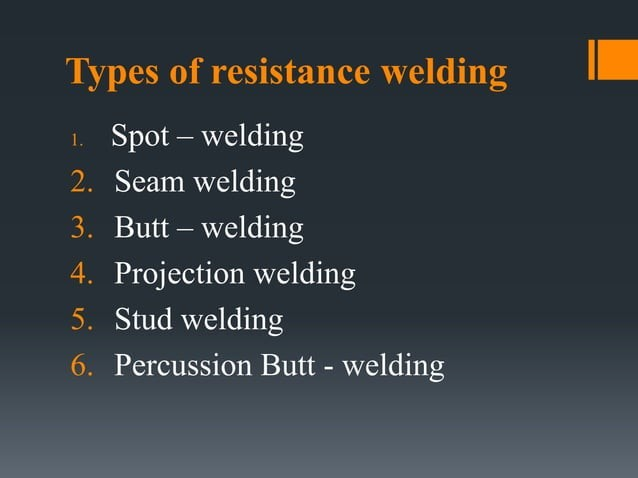 Types of resistance welding
1. Spot – welding
2. Seam welding
3. Butt – welding
4. Projection welding
5. Stud welding
6. Percussion Butt - welding